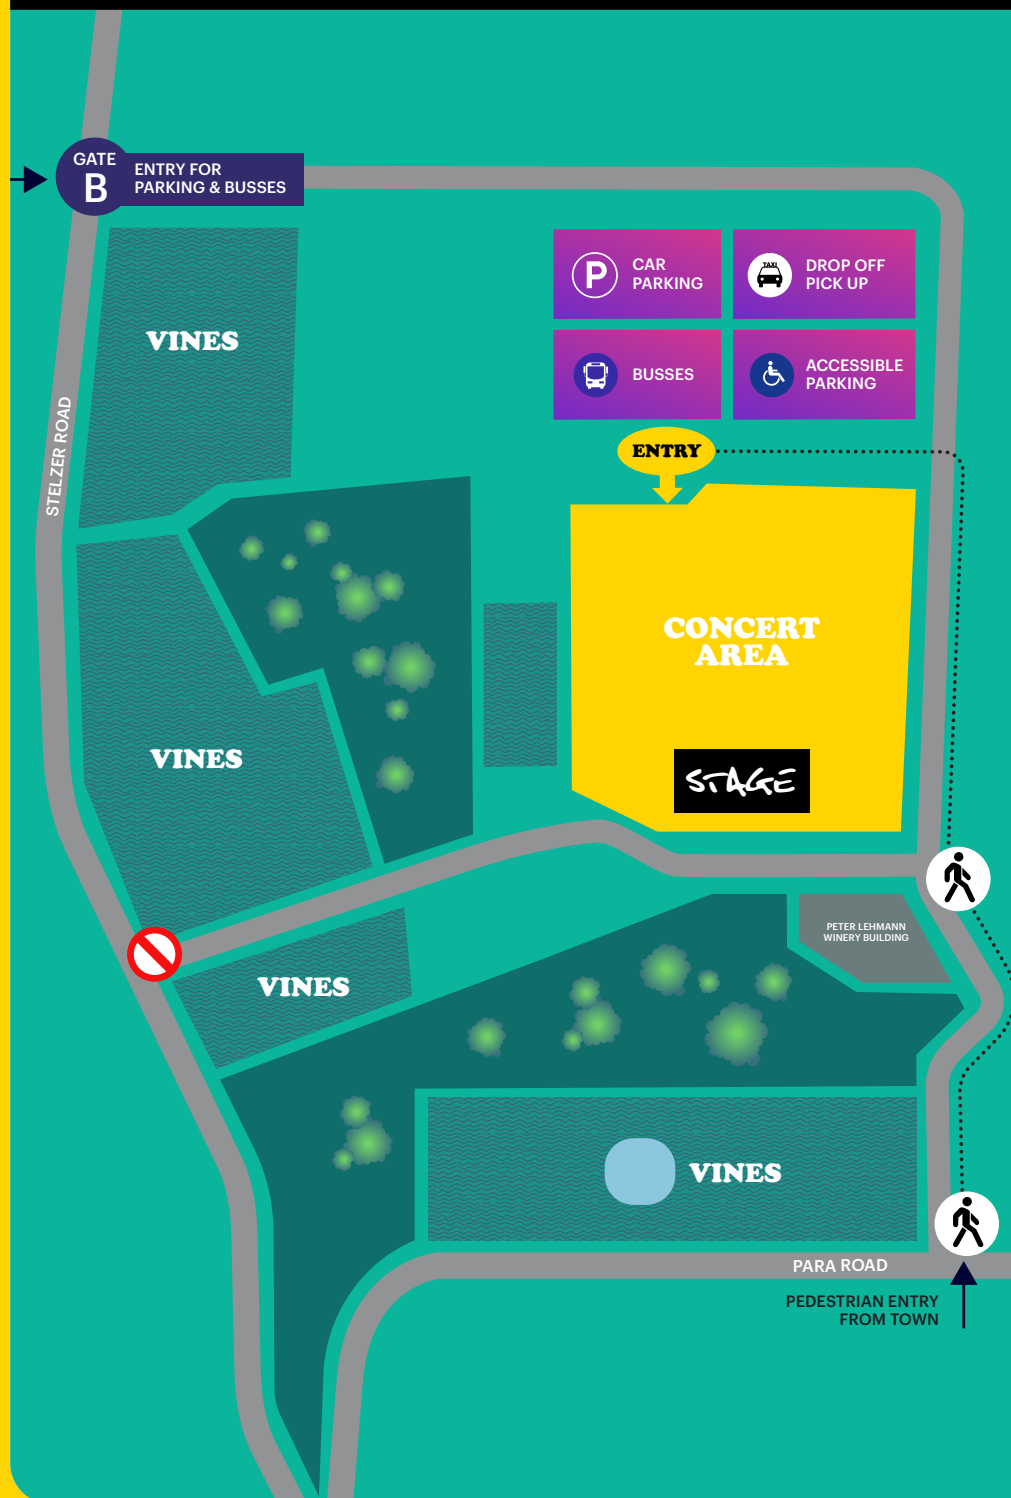 GATE
B
ENTRY FOR
PARKING & BUSSES
CAR
PARKING
TAXI
DROP OFF
PICK UP
BUSSES
ACCESSIBLE
PARKING
VINES
STELZER ROAD
ENTRY
CONCERT
AREA
STAGE
VINES
PETER LEHMANN
WINERY BUILDING
VINES
VINES
PARA ROAD
PEDESTRIAN ENTRY
FROM TOWN